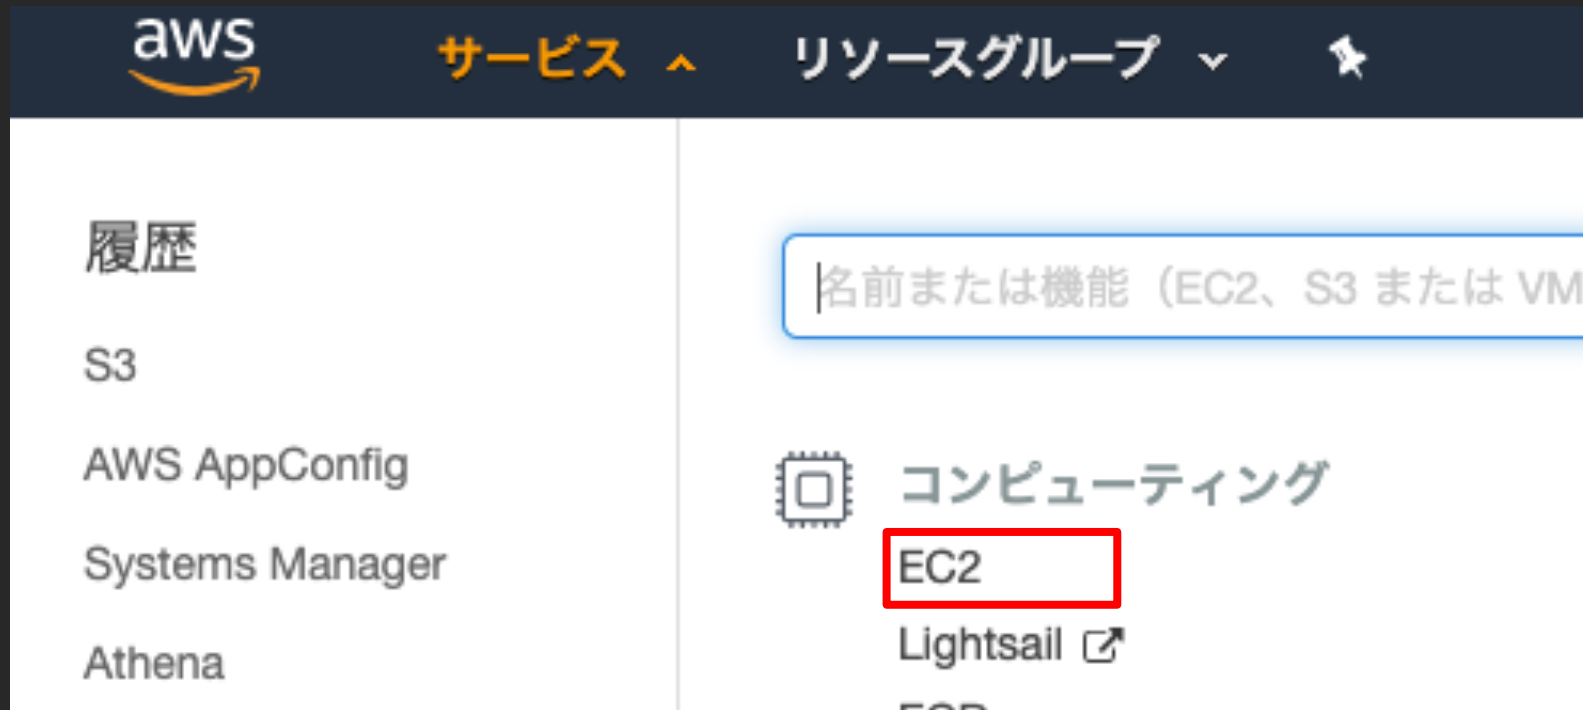 aws
サービス
リソースグループ
履歴
S3
AWS AppConfig
Systems Manager
Athena
名前または機能（EC2、S3 または VM
コンピューティング
EC2
Lightsail